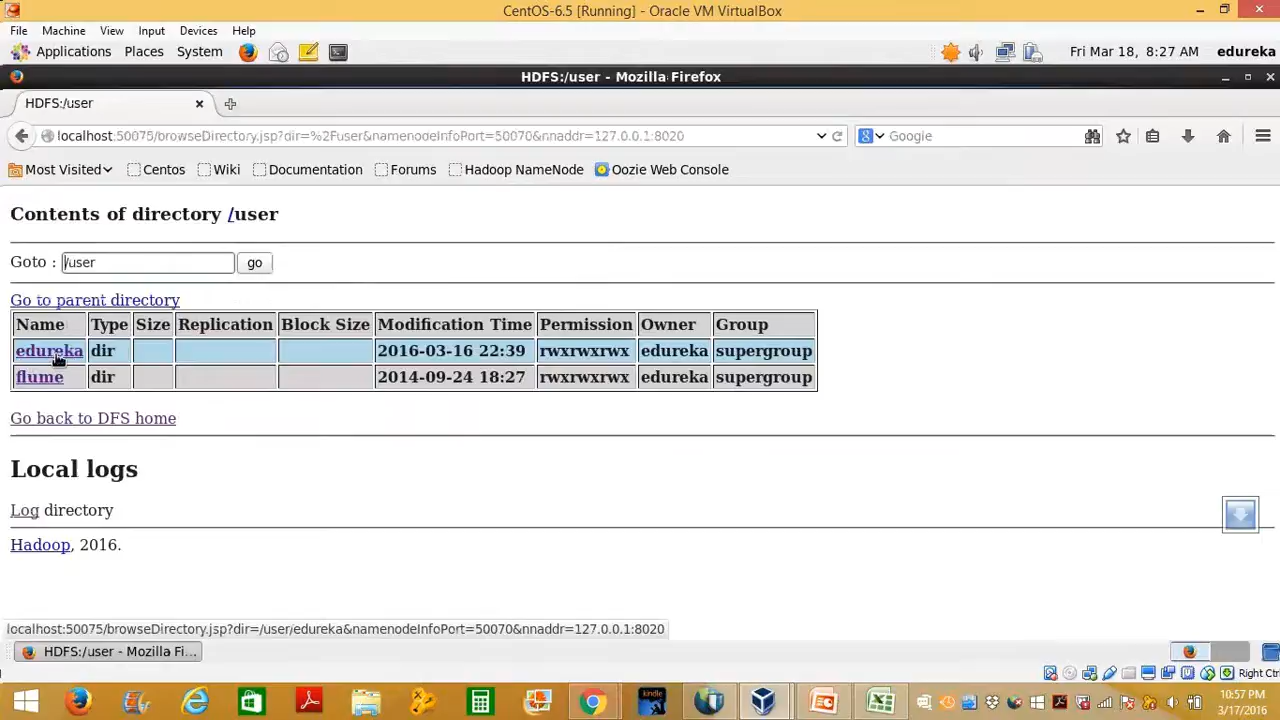 CentOS-6.5 [Running] - Oracle VM VirtualBox
File Machine View Input Devices Help
Applications Places System Fri Mar 18, 8:27 AM edureka
HDFS:/user - Mozilla Firefox
HDFS:/user
localhost:50075/browseDirectory.jsp?dir=%2Fuser&namenodeInfoPort=50070&nnaddr=127.0.0.1:8020 Google
Most Visited Centos Wiki Documentation Forums Hadoop NameNode Oozie Web Console
Contents of directory /user
Goto : /user go
Go to parent directory
Name Type Size Replication Block Size Modification Time Permission Owner Group
edureka dir 2016-03-16 22:39 rwxrwxrwx edureka supergroup
flume dir 2014-09-24 18:27 rwxrwxrwx edureka supergroup
Go back to DFS home
Local logs
Log directory
Hadoop, 2016.
localhost:50075/browseDirectory.jsp?dir=/user/edureka&namenodeInfoPort=50070&nnaddr=127.0.0.1:8020
HDFS:/user - Mozilla Fi...
Right Ctrl
kindle
10:57 PM
3/17/2016